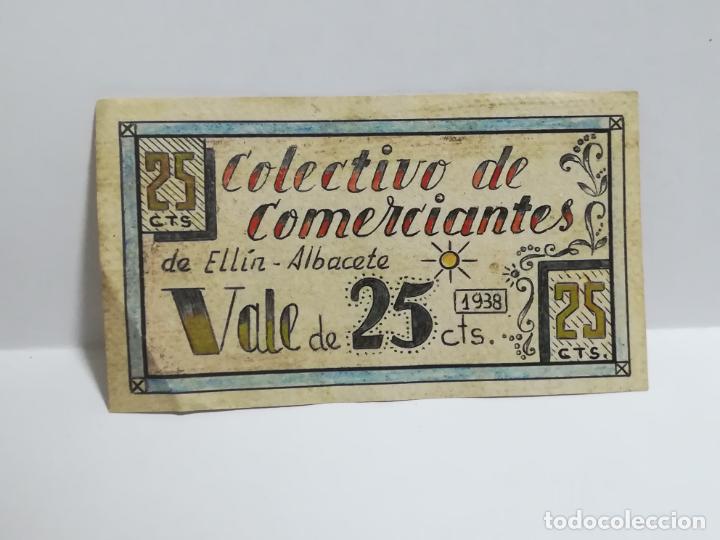 25
CTS
Colectivo de
Comerciantes
de Ellín - Albacete
Vale de 25 cts.
1938
25
CTS.
todocoleccion